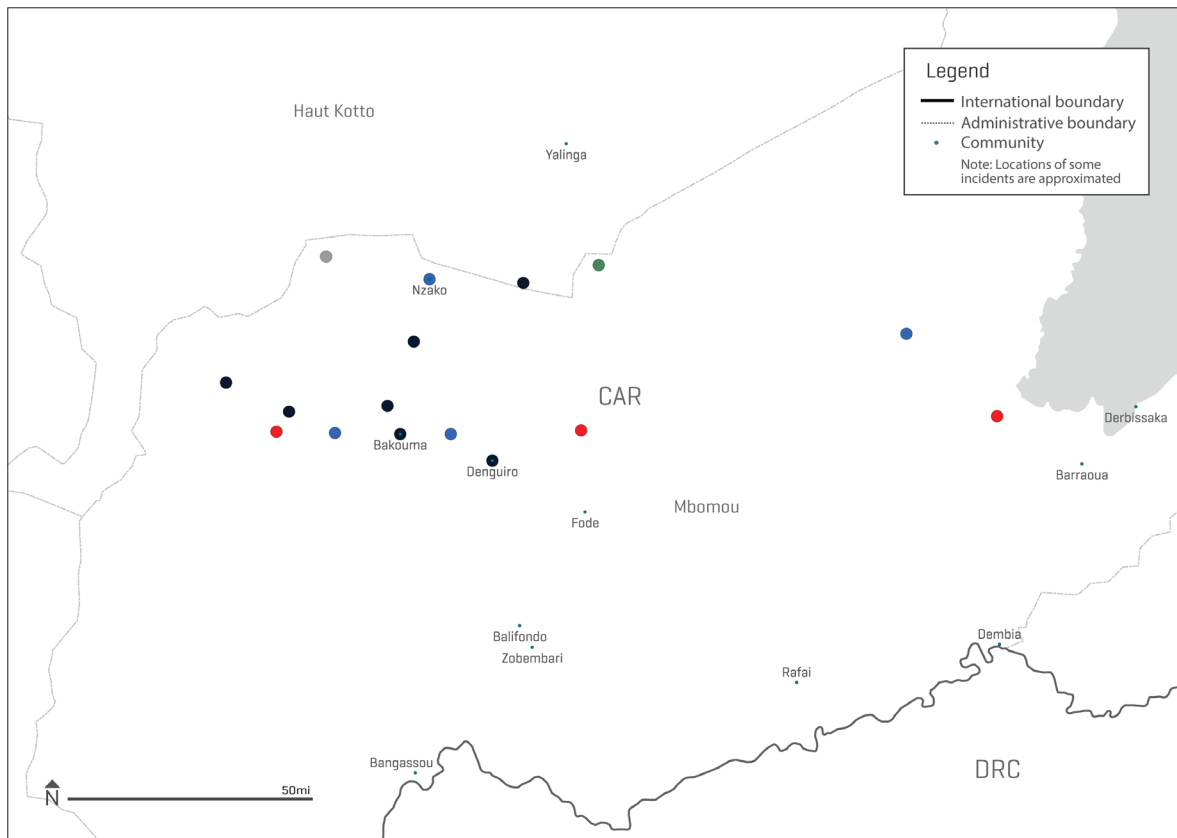 Legend
International boundary
Administrative boundary
Community
Note: Locations of some
incidents are approximated
Haut Kotto
Yalinga
Nzako
CAR
Derbissaka
Bakouma
Denguiro
Barraoua
Mbomou
Fode
Balifondo
Zobembari
Dembia
Rafai
Bangassou
DRC
N
50mi